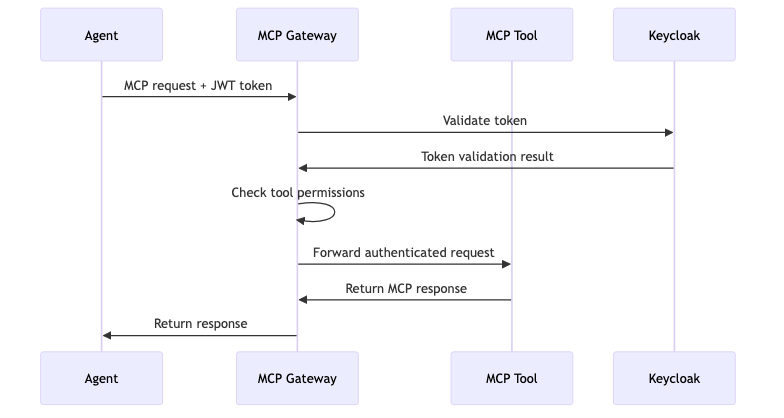 Agent
MCP Gateway
MCP Tool
Keycloak
MCP request + JWT token
Validate token
Token validation result
Check tool permissions
Forward authenticated request
Return MCP response
Return response
Agent
MCP Gateway
MCP Tool
Keycloak